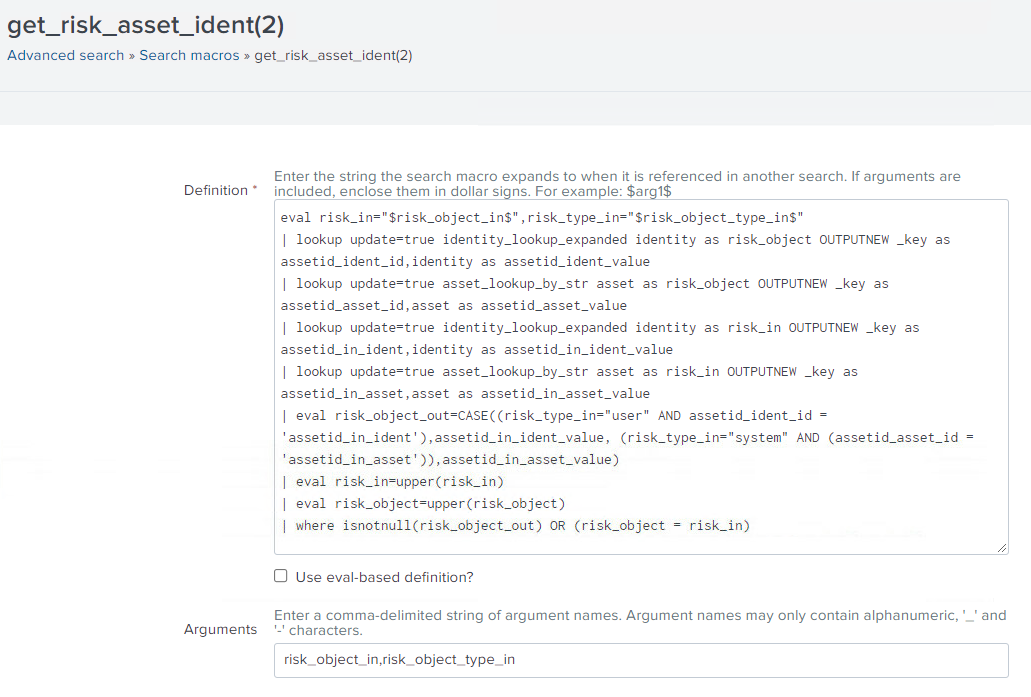 get_risk_asset_ident(2)
Advanced search » Search macros » get_risk_asset_ident(2)
Enter the string the search macro expands to when it is referenced in another search. If arguments are
Definition * included, enclose them in dollar signs. For example: $arg1$
eval risk_in="$risk_object_in$",risk_type_in="$risk_object_type_in$"
| lookup update=true identity_lookup_expanded identity as risk_object OUTPUTNEW _key as
assetid_ident_id,identity as assetid_ident_value
| lookup update=true asset_lookup_by_str asset as risk_object OUTPUTNEW _key as
assetid_asset_id,asset as assetid_asset_value
| lookup update=true identity_lookup_expanded identity as risk_in OUTPUTNEW _key as
assetid_in_ident,identity as assetid_in_ident_value
| lookup update=true asset_lookup_by_str asset as risk_in OUTPUTNEW _key as
assetid_in_asset,asset as assetid_in_asset_value
| eval risk_object_out=CASE((risk_type_in="user" AND assetid_ident_id =
'assetid_in_ident'),assetid_in_ident_value, (risk_type_in="system" AND (assetid_asset_id =
'assetid_in_asset')),assetid_in_asset_value)
| eval risk_in=upper(risk_in)
| eval risk_object=upper(risk_object)
| where isnotnull(risk_object_out) OR (risk_object = risk_in)
Use eval-based definition?
Enter a comma-delimited string of argument names. Argument names may only contain alphanumeric, '_' and
Arguments '-' characters.
risk_object_in,risk_object_type_in